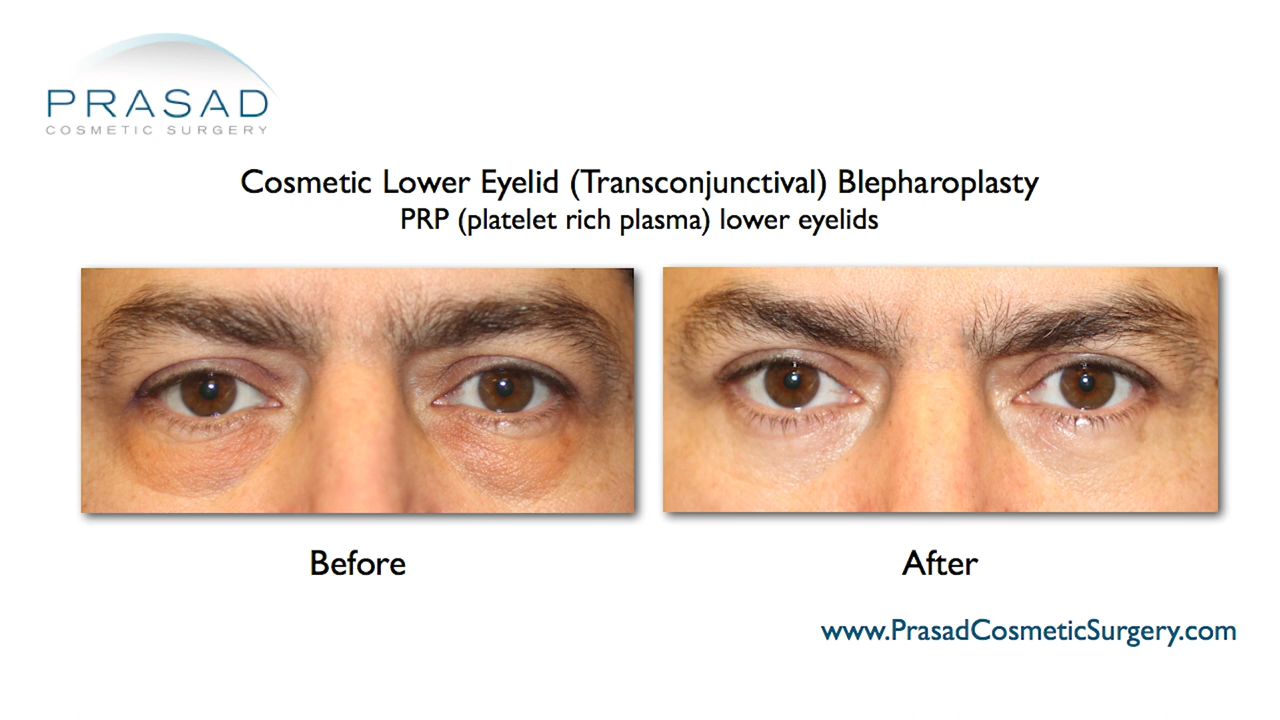 PRASAD
COSMETIC SURGERY
Cosmetic Lower Eyelid (Transconjunctival) Blepharoplasty
PRP (platelet rich plasma) lower eyelids
Before
After
www.PrasadCosmeticSurgery.com